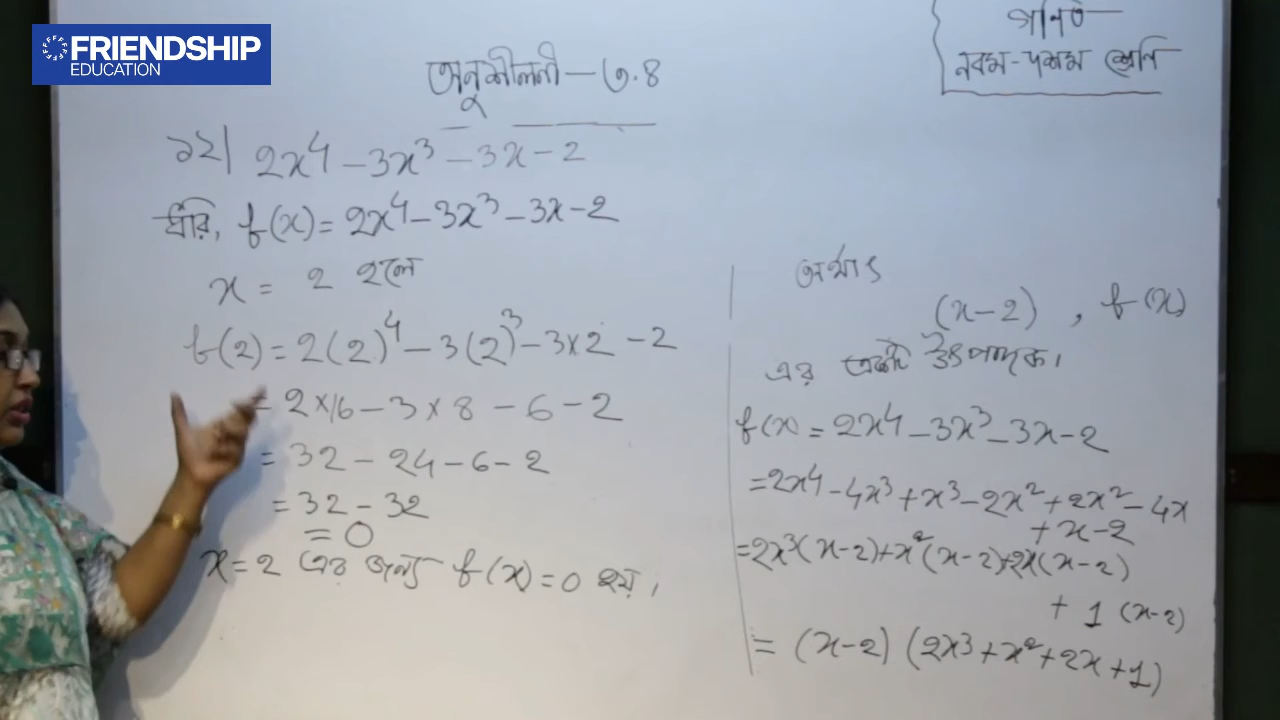 FRIENDSHIP
EDUCATION
গণিত
নবম-দশম শ্রেণি
অনুশীলনী-৩.৪
১২| 2x⁴-3x³-3x-2
ধরি, f(x)=2x⁴-3x³-3x-2
x = 2 হলে
f(2)=2(2)⁴-3(2)³-3×2-2
= 2×16-3×8-6-2
= 32-24-6-2
= 32-32
= 0
x=2 এর জন্য f(x)=0 হয়।
অর্থাৎ
(x-2), f(x)
এর একটি উৎপাদক।
f(x)=2x⁴-3x³-3x-2
=2x⁴-4x³+x³-2x²+2x²-4x
+x-2
=2x³(x-2)+x²(x-2)+2x(x-2)
+ 1 (x-2)
= (x-2) (2x³+x²+2x+1)